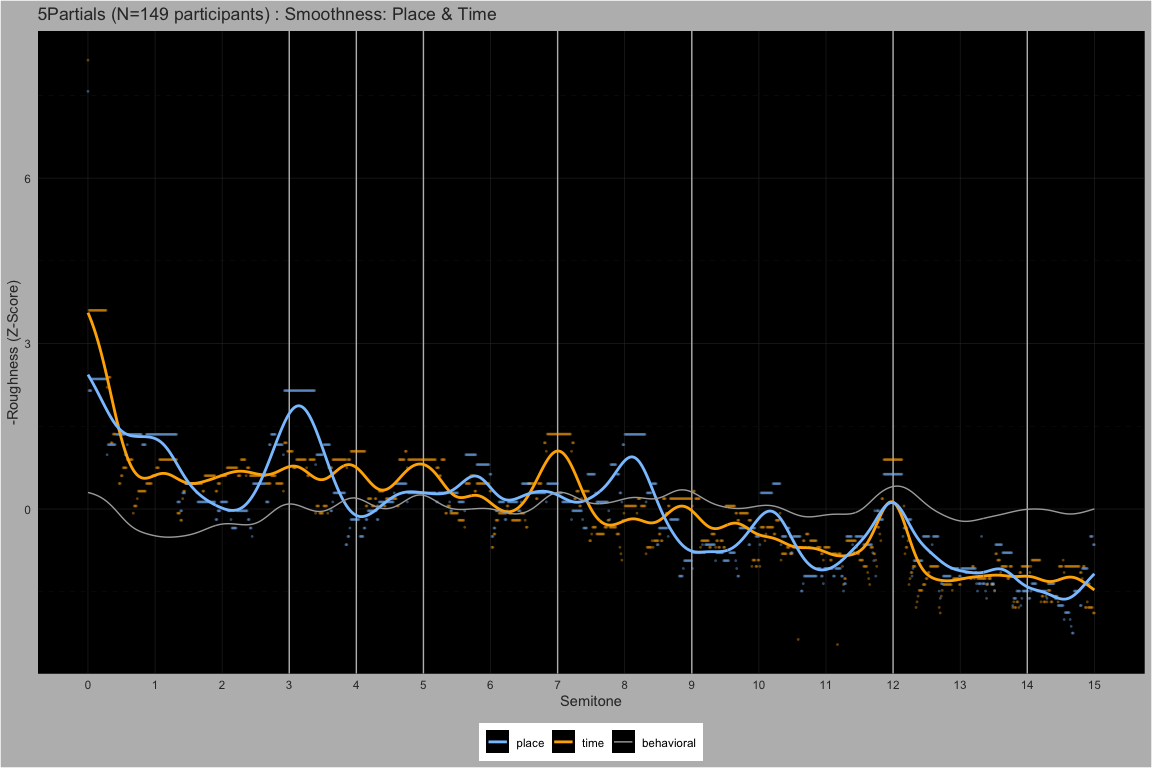 5Partials (N=149 participants) : Smoothness: Place & Time
-Roughness (Z-Score)
6
3
0
0 1 2 3 4 5 6 7 8 9 10 11 12 13 14 15
Semitone
place time behavioral